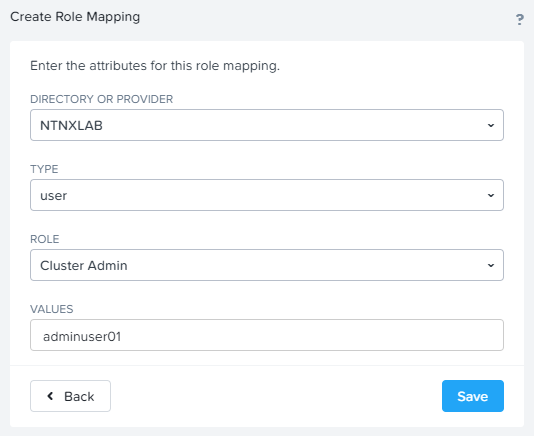 Create Role Mapping
?
Enter the attributes for this role mapping.
DIRECTORY OR PROVIDER
NTNXLAB
TYPE
user
ROLE
Cluster Admin
VALUES
adminuser01
Back
Save